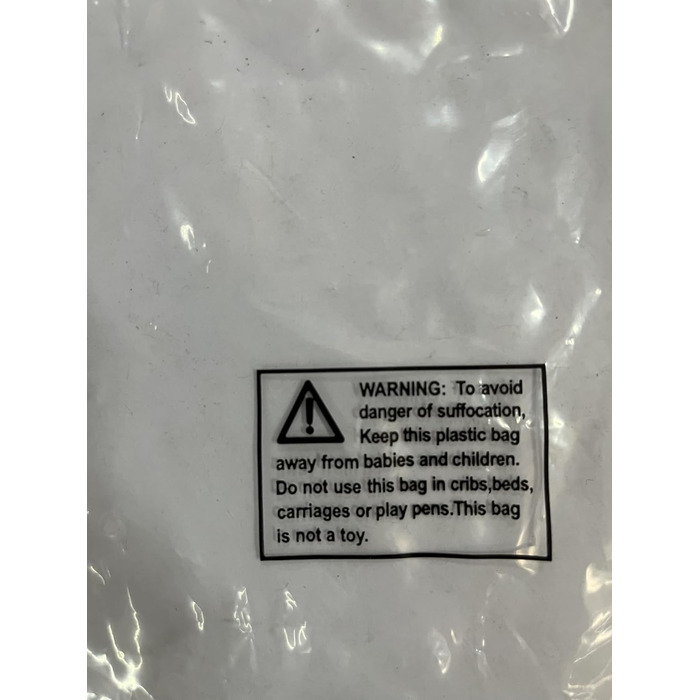 WARNING: To avoid
danger of suffocation,
Keep this plastic bag
away from babies and children.
Do not use this bag in cribs,beds,
carriages or play pens.This bag
is not a toy.